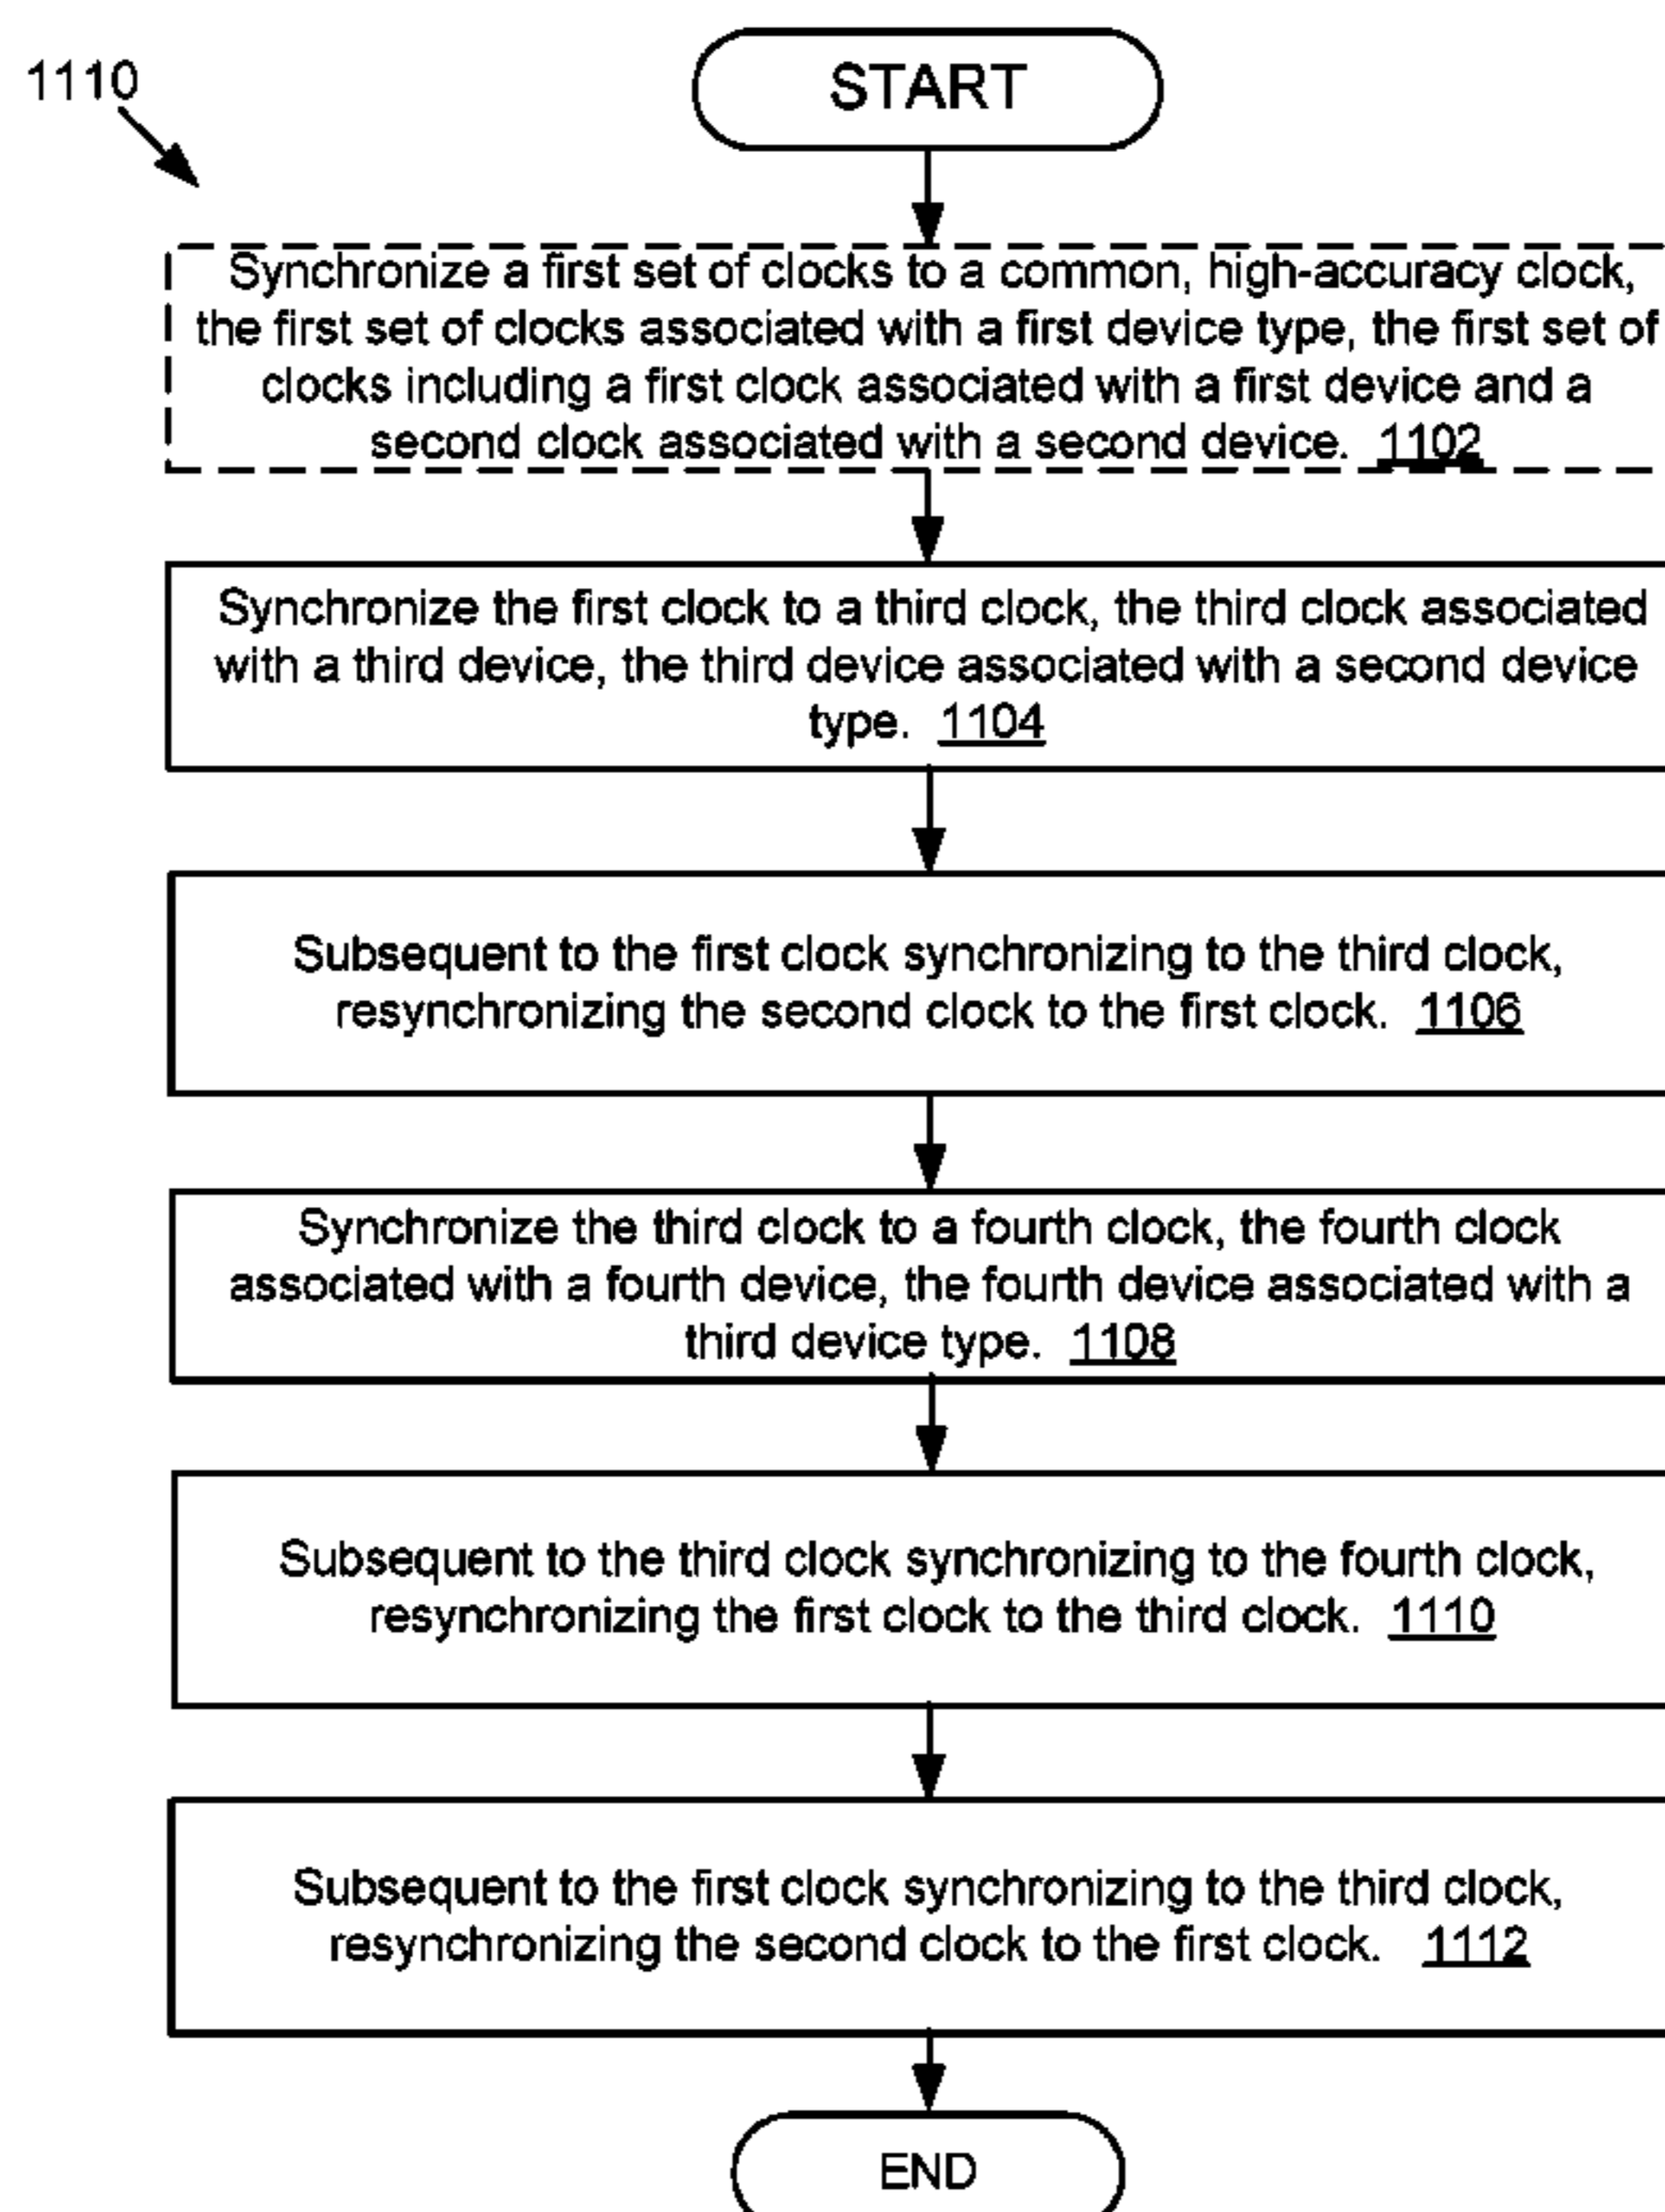 1110
START
Synchronize a first set of clocks to a common, high-accuracy clock,
the first set of clocks associated with a first device type, the first set of
clocks including a first clock associated with a first device and a
second clock associated with a second device. 1102
Synchronize the first clock to a third clock, the third clock associated
with a third device, the third device associated with a second device
type. 1104
Subsequent to the first clock synchronizing to the third clock,
resynchronizing the second clock to the first clock. 1106
Synchronize the third clock to a fourth clock, the fourth clock
associated with a fourth device, the fourth device associated with a
third device type. 1108
Subsequent to the third clock synchronizing to the fourth clock,
resynchronizing the first clock to the third clock. 1110
Subsequent to the first clock synchronizing to the third clock,
resynchronizing the second clock to the first clock. 1112
END